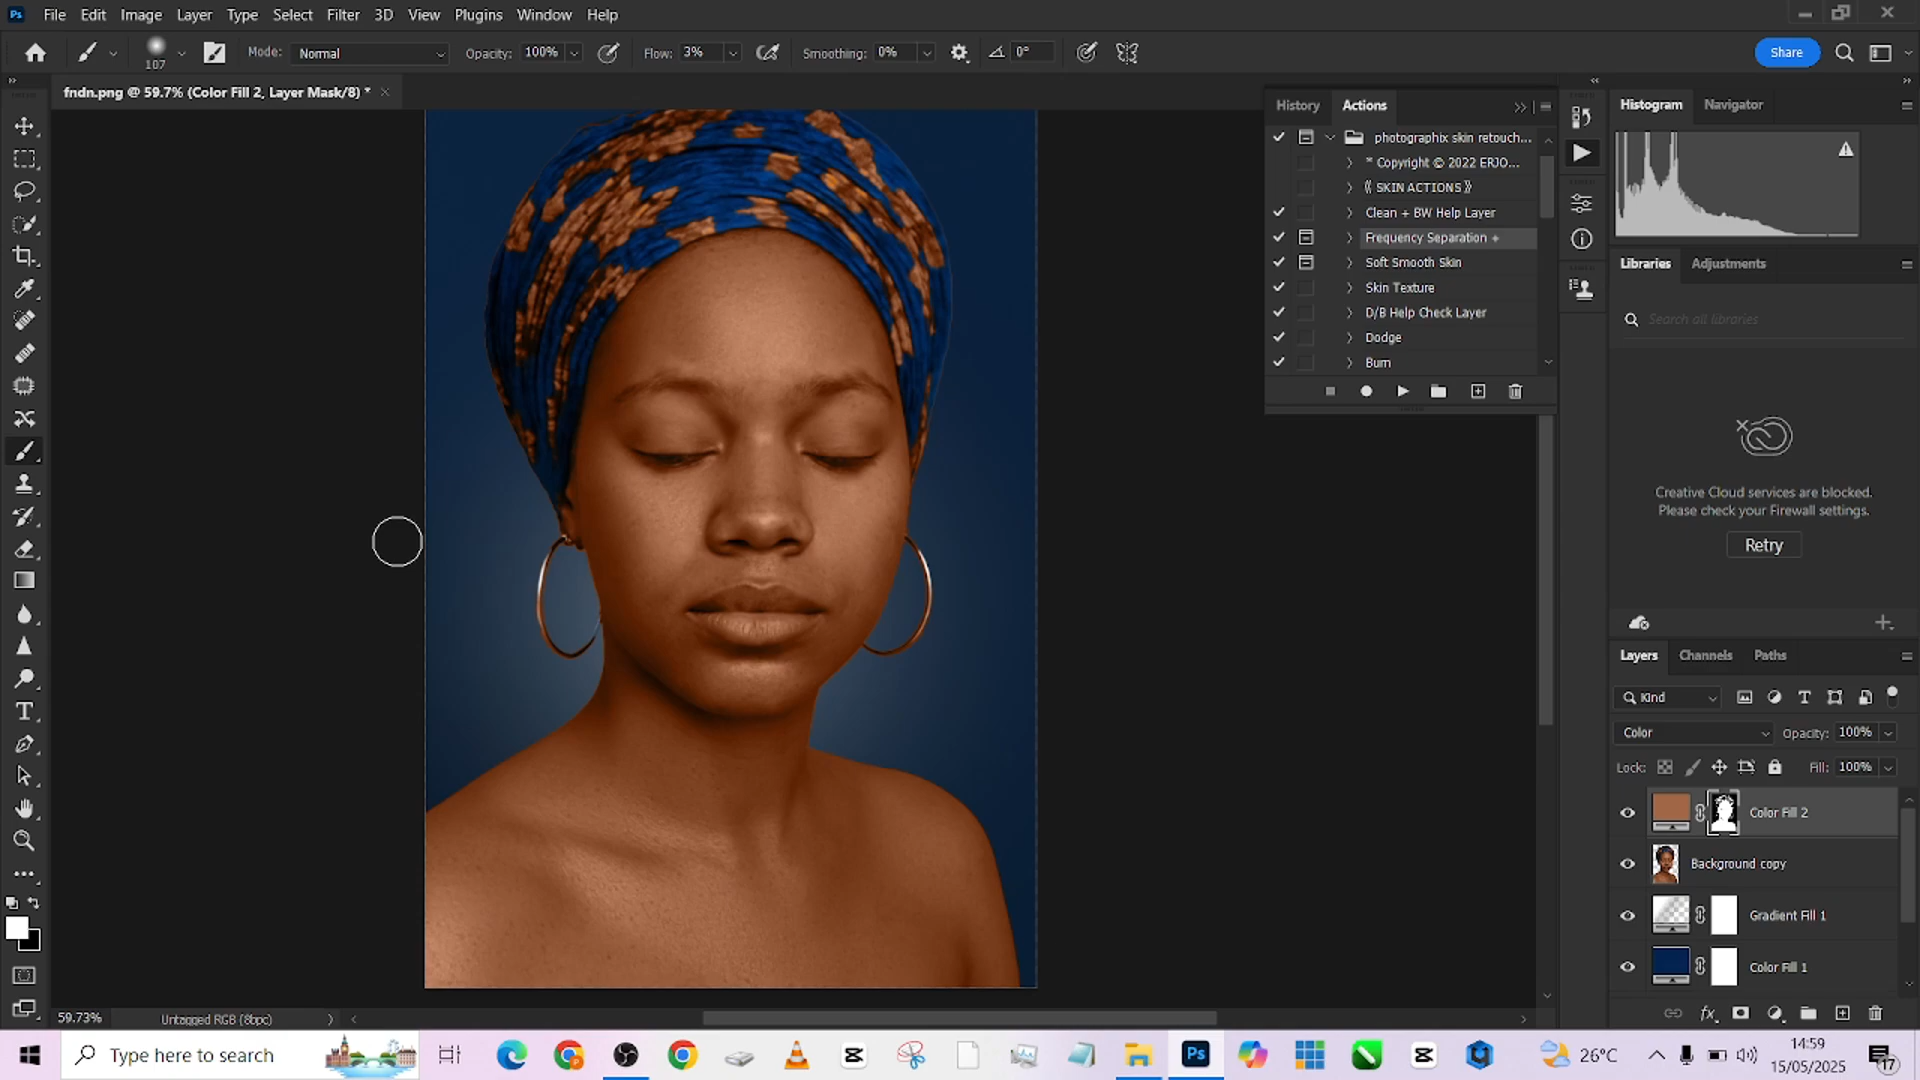 Ps File Edit Image Layer Type Select Filter 3D View Plugins Window Help
107 Mode: Normal Opacity: 100% Flow: 3% Smoothing: 0% 0° Share
fndn.png @ 59.7% (Color Fill 2, Layer Mask/8) *
History Actions
photographix skin retouch...
* Copyright © 2022 ERJO...
⟪ SKIN ACTIONS ⟫
Clean + BW Help Layer
Frequency Separation +
Soft Smooth Skin
Skin Texture
D/B Help Check Layer
Dodge
Burn
Histogram Navigator
Libraries Adjustments
Search all libraries
Creative Cloud services are blocked.
Please check your Firewall settings.
Retry
Layers Channels Paths
Kind
Color Opacity: 100%
Lock: Fill: 100%
Color Fill 2
Background copy
Gradient Fill 1
Color Fill 1
59.73% Untagged RGB (8bpc)
Type here to search
Ps
26°C
14:59
15/05/2025
17